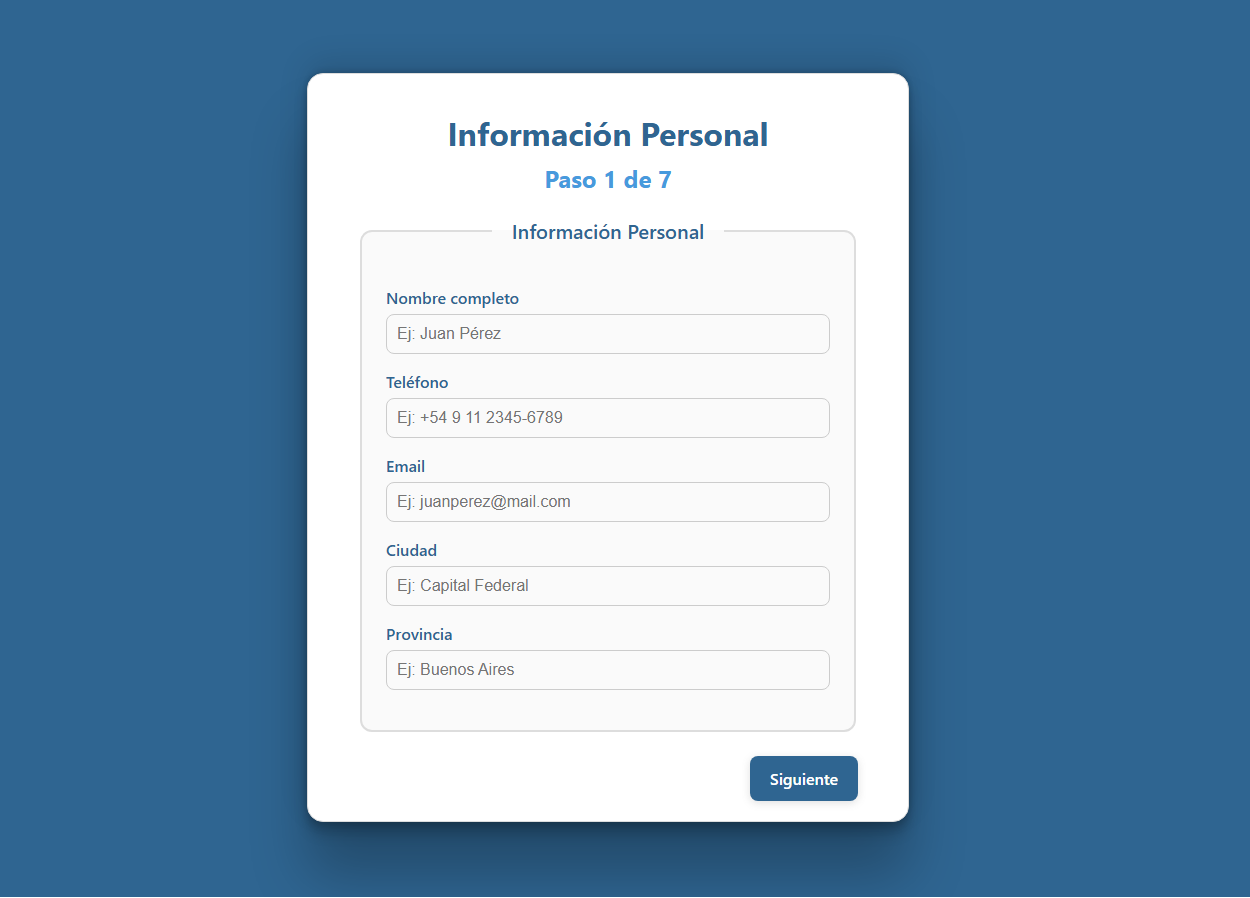 Información Personal
Paso 1 de 7
Información Personal
Nombre completo
Ej: Juan Pérez
Teléfono
Ej: +54 9 11 2345-6789
Email
Ej: juanperez@mail.com
Ciudad
Ej: Capital Federal
Provincia
Ej: Buenos Aires
Siguiente